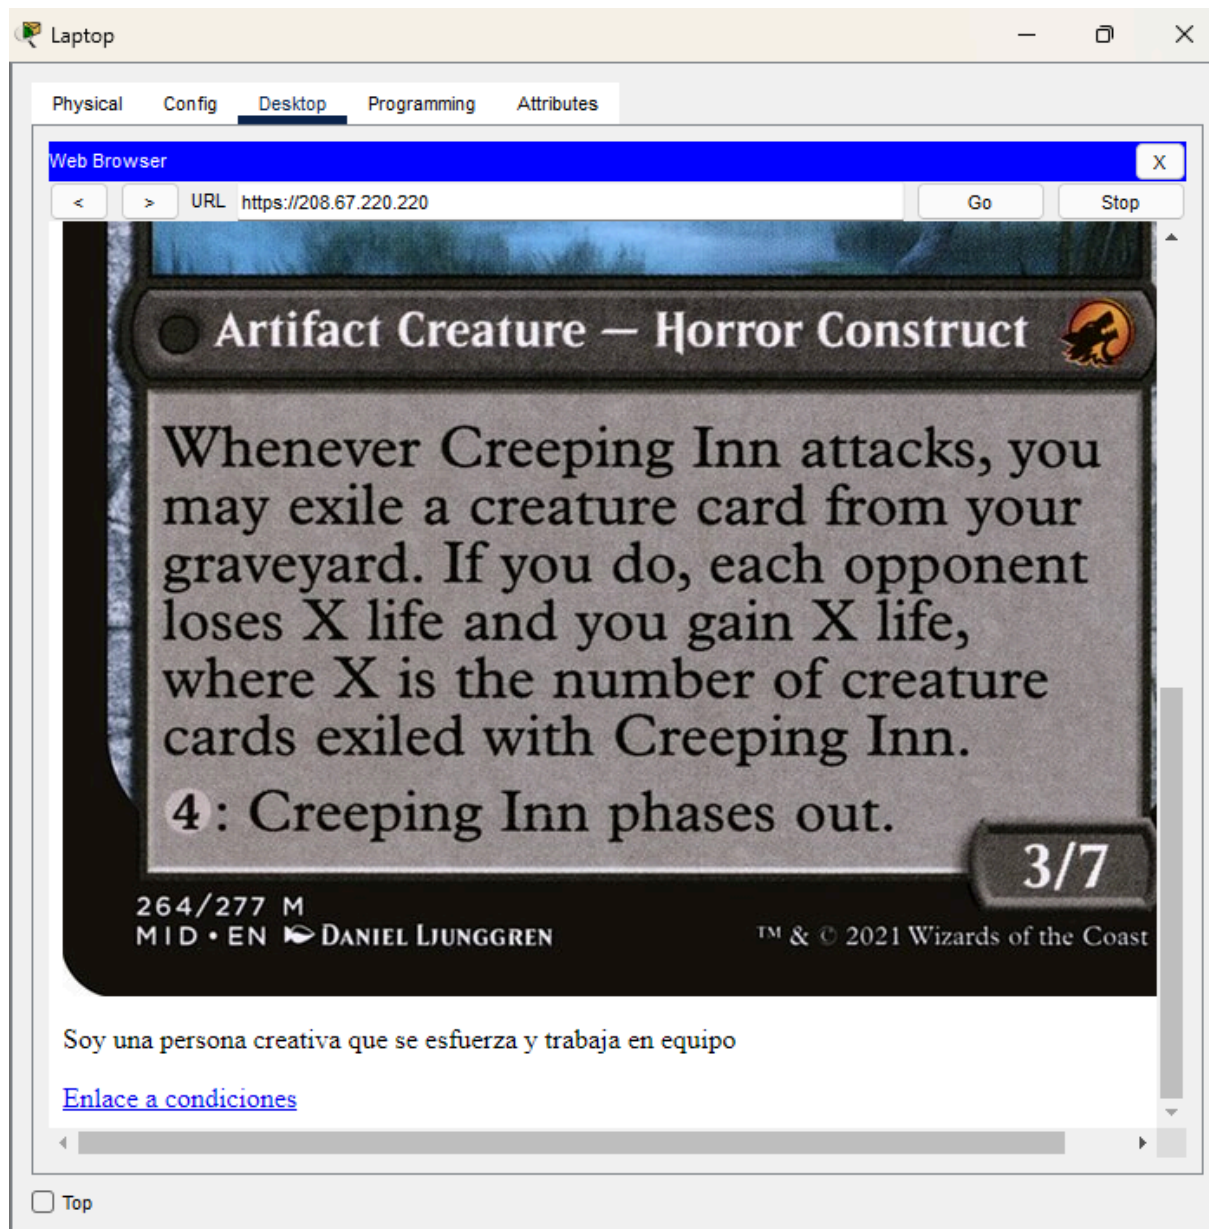 Laptop
Physical Config Desktop Programming Attributes
Web Browser X
< > URL https://208.67.220.220 Go Stop
Artifact Creature — Horror Construct
Whenever Creeping Inn attacks, you
may exile a creature card from your
graveyard. If you do, each opponent
loses X life and you gain X life,
where X is the number of creature
cards exiled with Creeping Inn.
4: Creeping Inn phases out.
3/7
264/277 M
MID • EN DANIEL LJUNGGREN ™ & © 2021 Wizards of the Coast
Soy una persona creativa que se esfuerza y trabaja en equipo
Enlace a condiciones
Top